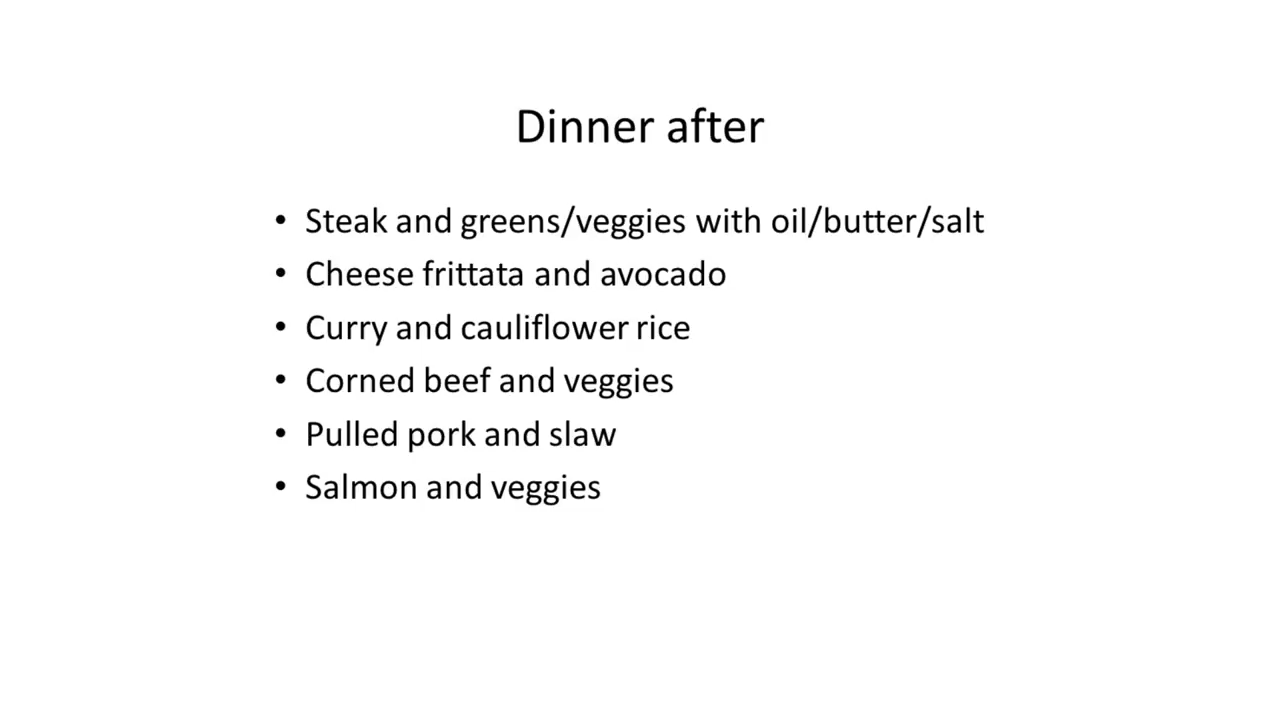 Dinner after
• Steak and greens/veggies with oil/butter/salt
• Cheese frittata and avocado
• Curry and cauliflower rice
• Corned beef and veggies
• Pulled pork and slaw
• Salmon and veggies